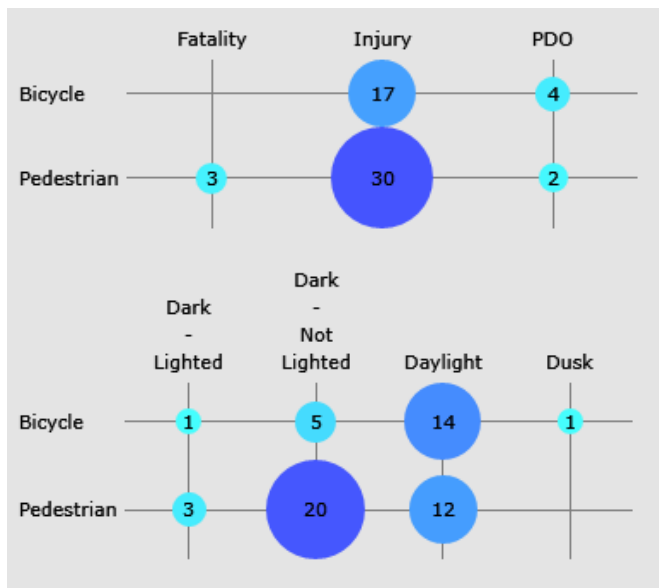 Fatality Injury PDO
Bicycle 17 4
Pedestrian 3 30 2
Dark
-
Lighted
Dark
-
Not
Lighted
Daylight
Dusk
Bicycle 1 5 14 1
Pedestrian 3 20 12